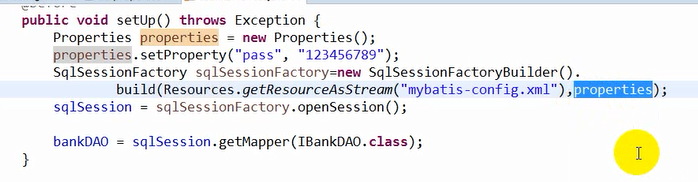 @Before
public void setUp() throws Exception {
Properties properties = new Properties();
properties.setProperty("pass", "123456789");
SqlSessionFactory sqlSessionFactory=new SqlSessionFactoryBuilder().
build(Resources.getResourceAsStream("mybatis-config.xml"),properties);
sqlSession = sqlSessionFactory.openSession();
bankDAO = sqlSession.getMapper(IBankDAO.class);
}